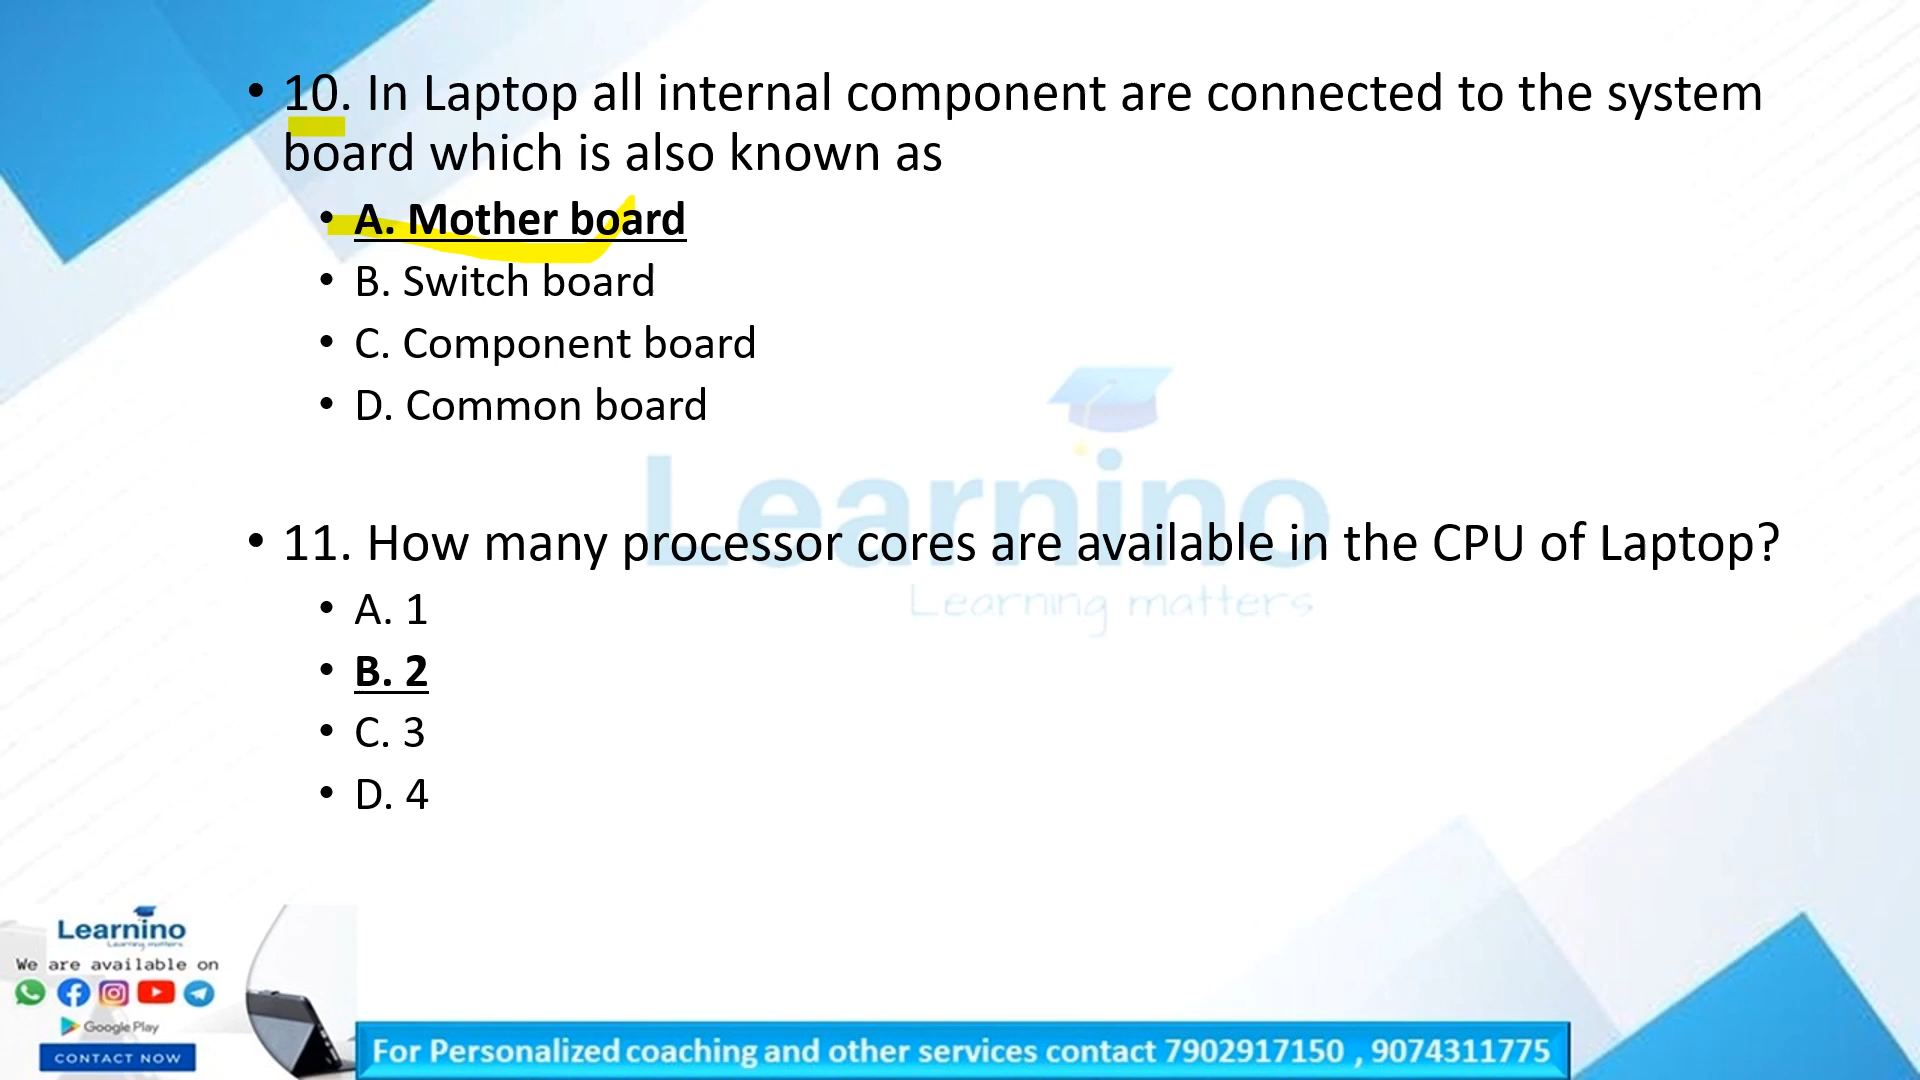 • 10. In Laptop all internal component are connected to the system
board which is also known as
• A. Mother board
• B. Switch board
• C. Component board
• D. Common board
Learnino
Learning matters
• 11. How many processor cores are available in the CPU of Laptop?
• A. 1
• B. 2
• C. 3
• D. 4
Learnino
Learning matters
We are available on
Google Play
CONTACT NOW
For Personalized coaching and other services contact 7902917150 , 9074311775